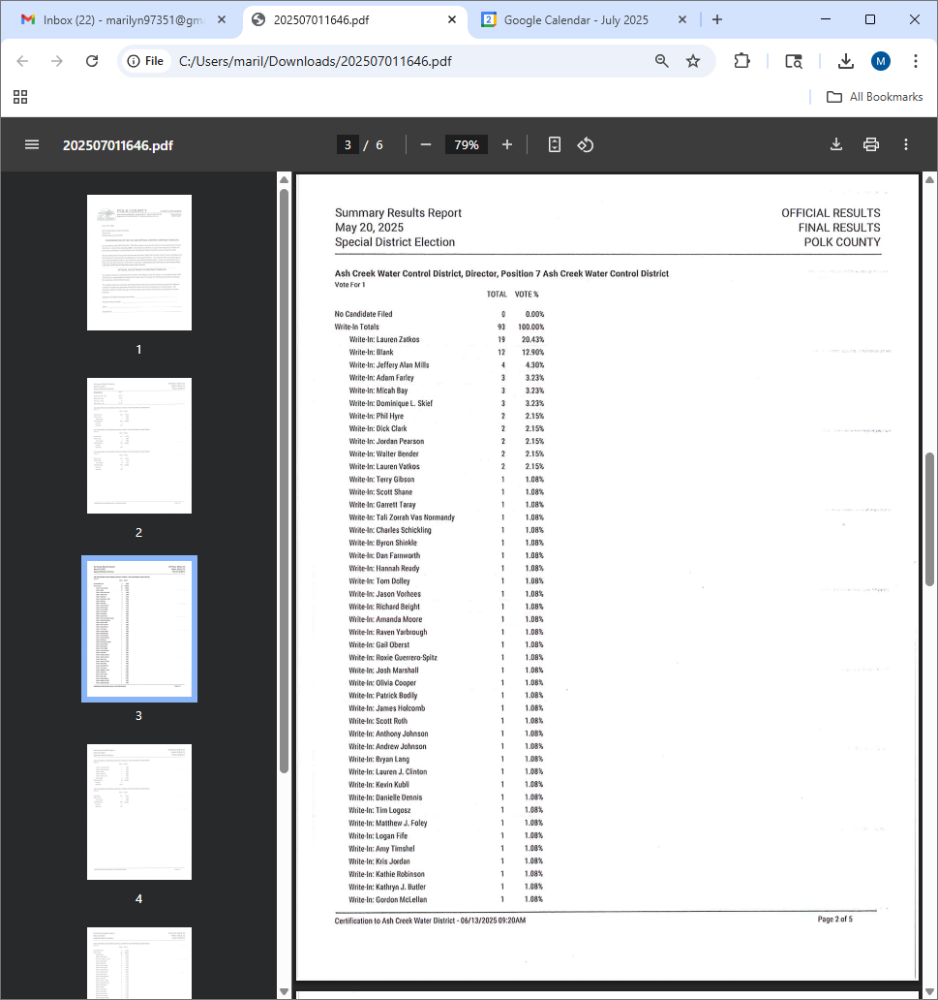 Inbox (22) - marilyn97351@gm
202507011646.pdf
Google Calendar - July 2025
File
C:/Users/maril/Downloads/202507011646.pdf
M
All Bookmarks
202507011646.pdf
3 / 6
79%
POLK COUNTY
1
2
3
4
Summary Results Report
May 20, 2025
Special District Election
OFFICIAL RESULTS
FINAL RESULTS
POLK COUNTY
Ash Creek Water Control District, Director, Position 7 Ash Creek Water Control District
Vote For 1
TOTAL VOTE %
No Candidate Filed 0 0.00%
Write-In Totals 93 100.00%
Write-In: Lauren Zatkos 19 20.43%
Write-In: Blank 12 12.90%
Write-In: Jeffery Alan Mills 4 4.30%
Write-In: Adam Farley 3 3.23%
Write-In: Micah Bay 3 3.23%
Write-In: Dominique L. Skief 3 3.23%
Write-In: Phil Hyre 2 2.15%
Write-In: Dick Clark 2 2.15%
Write-In: Jordan Pearson 2 2.15%
Write-In: Walter Bender 2 2.15%
Write-In: Lauren Vatkos 2 2.15%
Write-In: Terry Gibson 1 1.08%
Write-In: Scott Shane 1 1.08%
Write-In: Garrett Taray 1 1.08%
Write-In: Tali Zorrah Vas Normandy 1 1.08%
Write-In: Charles Schickling 1 1.08%
Write-In: Byron Shinkle 1 1.08%
Write-In: Dan Farnworth 1 1.08%
Write-In: Hannah Ready 1 1.08%
Write-In: Tom Dolley 1 1.08%
Write-In: Jason Vorhees 1 1.08%
Write-In: Richard Beight 1 1.08%
Write-In: Amanda Moore 1 1.08%
Write-In: Raven Yarbrough 1 1.08%
Write-In: Gail Oberst 1 1.08%
Write-In: Roxie Guerrero-Spitz 1 1.08%
Write-In: Josh Marshall 1 1.08%
Write-In: Olivia Cooper 1 1.08%
Write-In: Patrick Bodily 1 1.08%
Write-In: James Holcomb 1 1.08%
Write-In: Scott Roth 1 1.08%
Write-In: Anthony Johnson 1 1.08%
Write-In: Andrew Johnson 1 1.08%
Write-In: Bryan Lang 1 1.08%
Write-In: Lauren J. Clinton 1 1.08%
Write-In: Kevin Kubli 1 1.08%
Write-In: Danielle Dennis 1 1.08%
Write-In: Tim Logosz 1 1.08%
Write-In: Matthew J. Foley 1 1.08%
Write-In: Logan Fife 1 1.08%
Write-In: Amy Timshel 1 1.08%
Write-In: Kris Jordan 1 1.08%
Write-In: Kathie Robinson 1 1.08%
Write-In: Kathryn J. Butler 1 1.08%
Write-In: Gordon McLellan 1 1.08%
Certification to Ash Creek Water District - 06/13/2025 09:20AM
Page 2 of 5